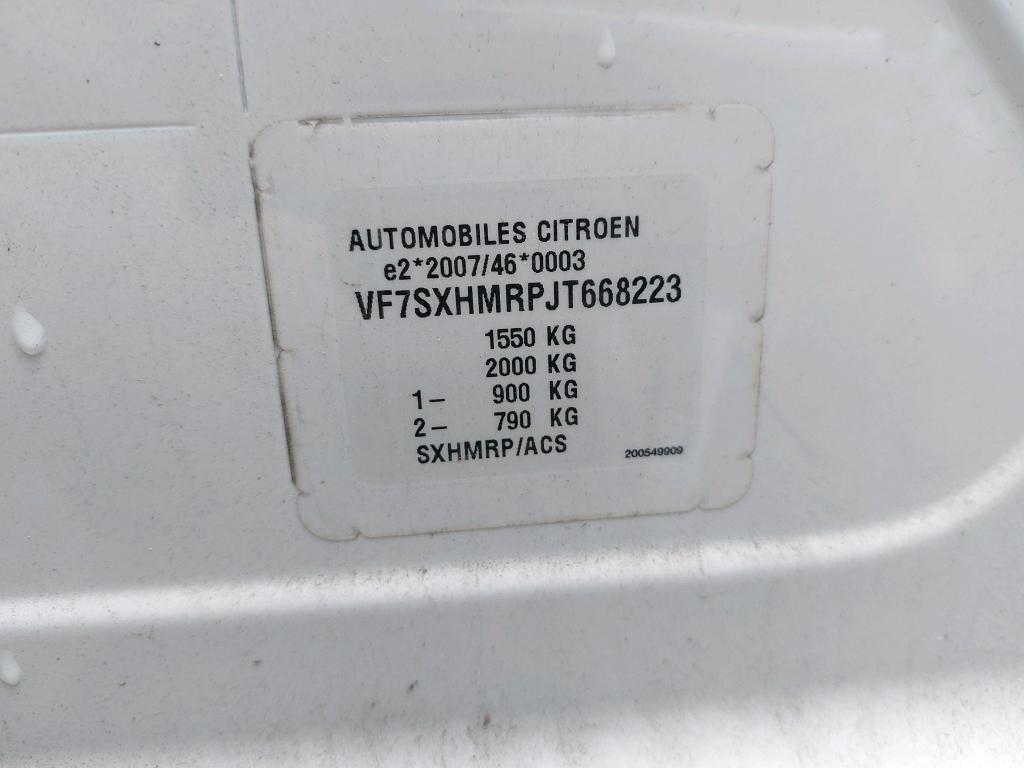 AUTOMOBILES CITROEN
e2*2007/46*0003
VF7SXHMRPJT668223
1550 KG
2000 KG
1– 900 KG
2– 790 KG
SXHMRP/ACS
200549909